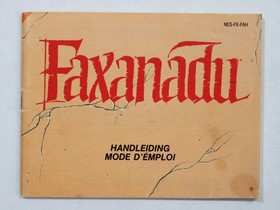 NES-FX-FAH
Faxanadu
HANDLEIDING
MODE D'EMPLOI